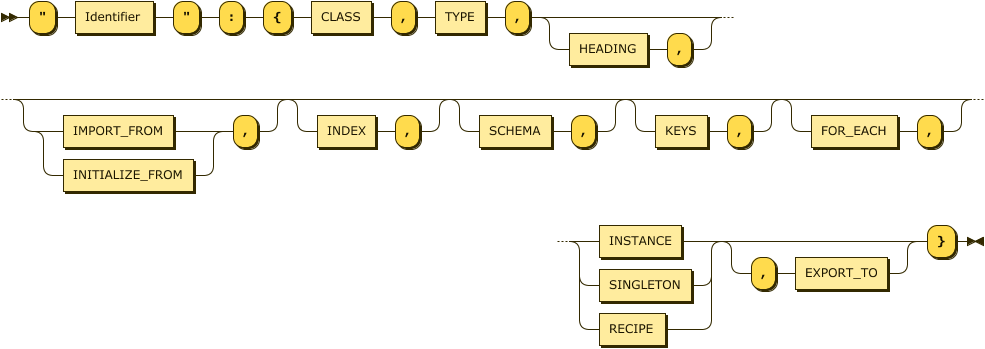 " Identifier " : { CLASS , TYPE ,
HEADING ,
IMPORT_FROM , INDEX , SCHEMA , KEYS , FOR_EACH ,
INITIALIZE_FROM
INSTANCE }
SINGLETON , EXPORT_TO
RECIPE